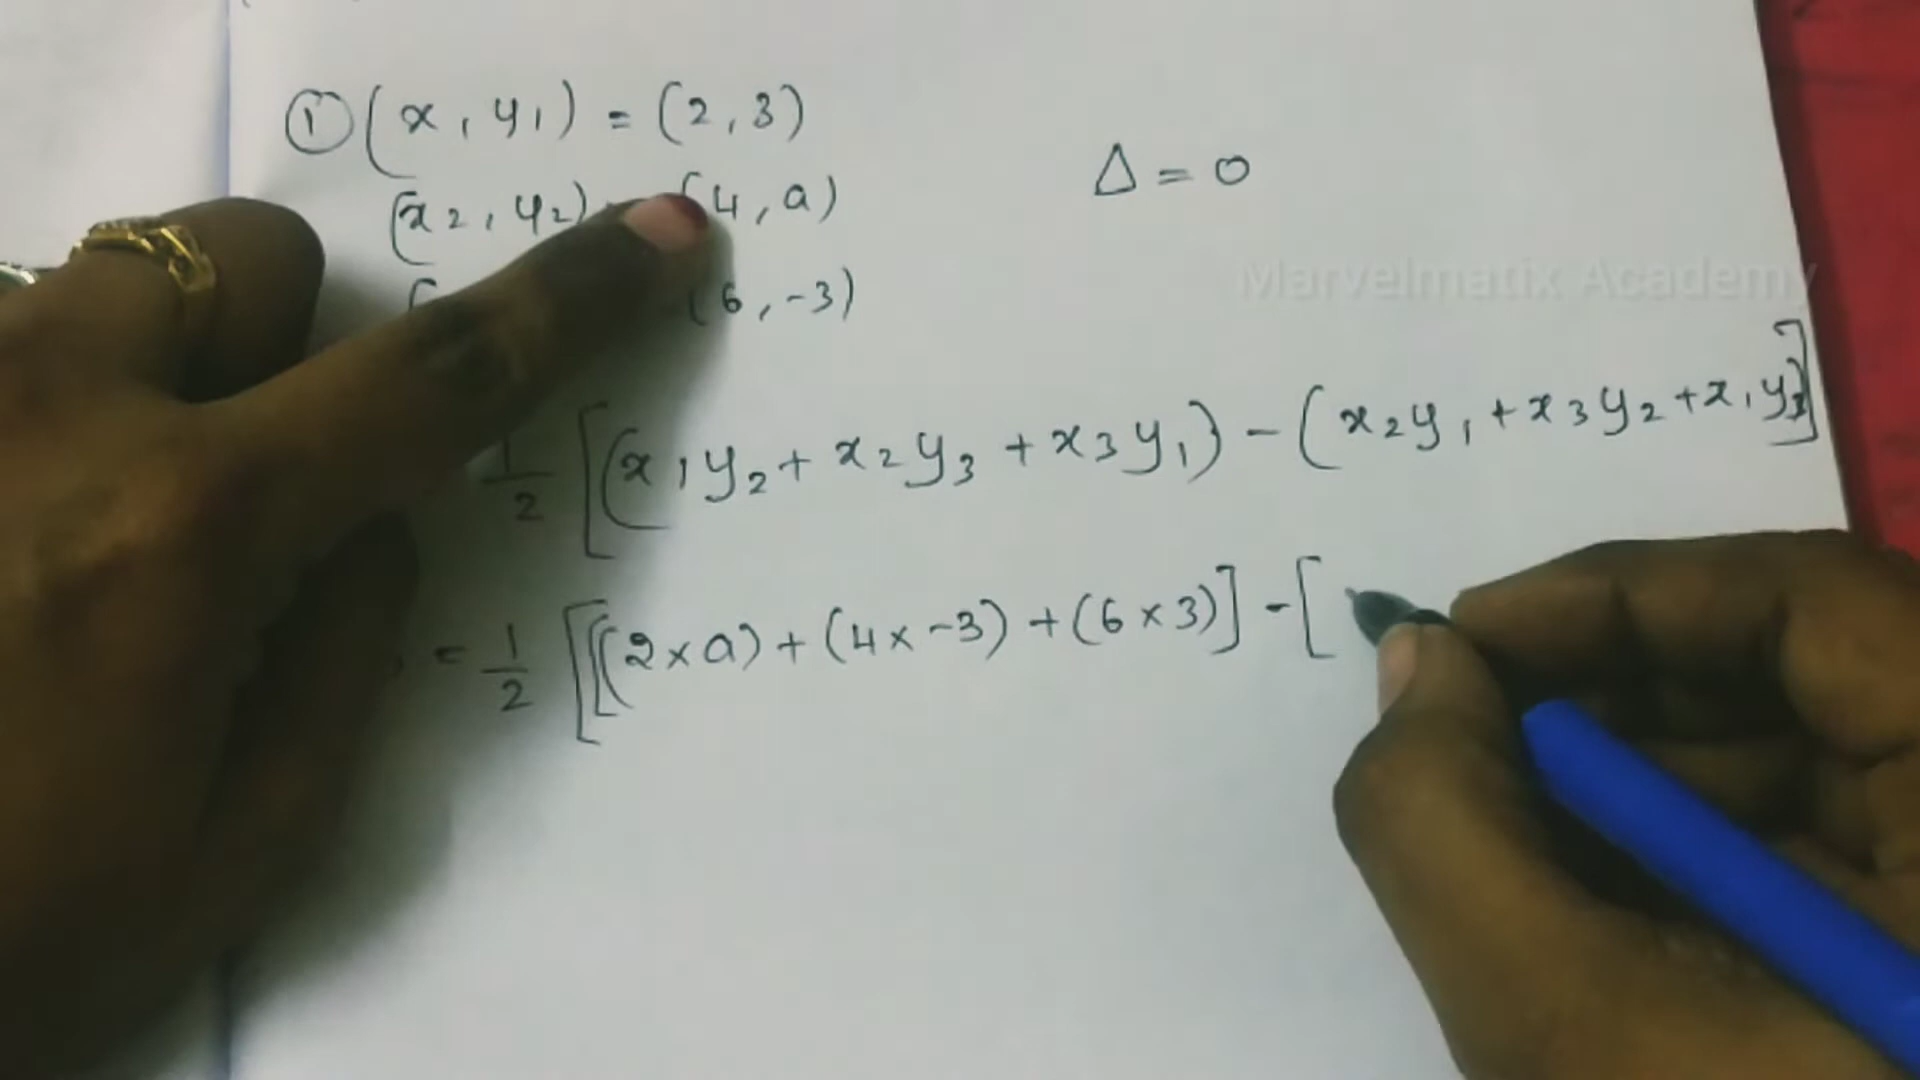 ① (x₁, y₁) = (2, 3)
(x₂, y₂) (4, a)
(6, -3)
Δ = 0
Marvelmatix Academy
1/2 [(x₁y₂ + x₂y₃ + x₃y₁) - (x₂y₁ + x₃y₂ + x₁y₃)]
= 1/2 [[(2 × a) + (4 × -3) + (6 × 3)] - [